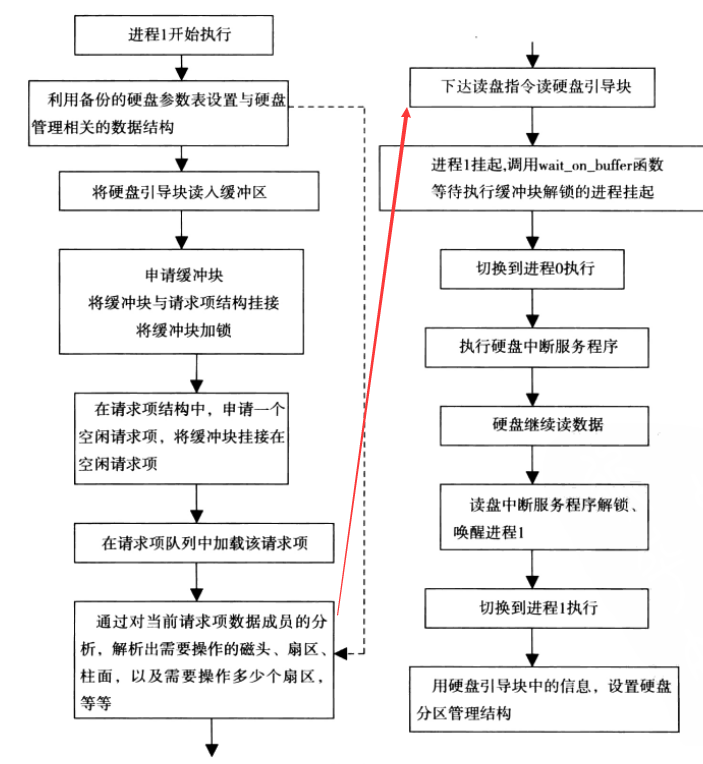 进程1开始执行
利用备份的硬盘参数表设置与硬盘
管理相关的数据结构
将硬盘引导块读入缓冲区
申请缓冲块
将缓冲块与请求项结构挂接
将缓冲块加锁
在请求项结构中，申请一个
空闲请求项，将缓冲块挂接在
空闲请求项
在请求项队列中加载该请求项
通过对当前请求项数据成员的分
析，解析出需要操作的磁头、扇区、
柱面，以及需要操作多少个扇区，
等等
下达读盘指令读硬盘引导块
进程1挂起,调用wait_on_buffer函数
等待执行缓冲块解锁的进程挂起
切换到进程0执行
执行硬盘中断服务程序
硬盘继续读数据
读盘中断服务程序解锁、
唤醒进程1
切换到进程1执行
用硬盘引导块中的信息，设置硬盘
分区管理结构